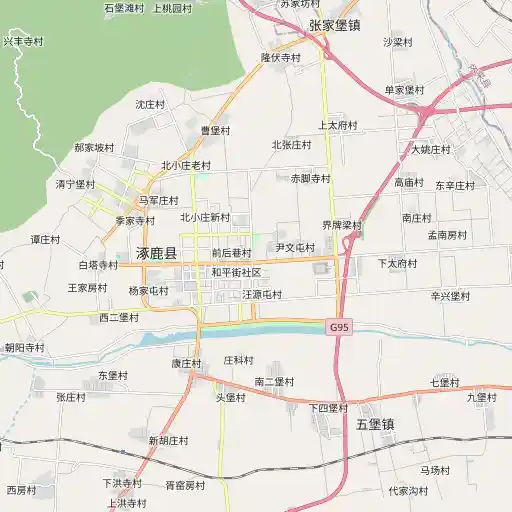 石堡滩村
上桃园村
苏家坊村
张家堡镇
兴丰寺村
沙梁村
隆伏寺村
单家堡村
沈庄村
曹堡村
上太府村
郝家坡村
北张庄村
大姚庄村
北小庄老村
清宁堡村
赤脚寺村
高庙村
东辛庄村
马军庄村
季家寺村
北小庄新村
南庄村
界牌梁村
谭庄村
孟南房村
涿鹿县
前后巷村
尹文屯村
白塔寺村
下太府村
和平街社区
王家房村
杨家屯村
汪源屯村
辛兴堡村
西二堡村
G95
朝阳寺村
庄科村
康庄村
东堡村
南二堡村
七堡村
张庄村
头堡村
九堡村
下四堡村
五堡镇
新胡庄村
马场村
下洪寺村
西房村
胥窑房村
代家沟村
上洪寺村